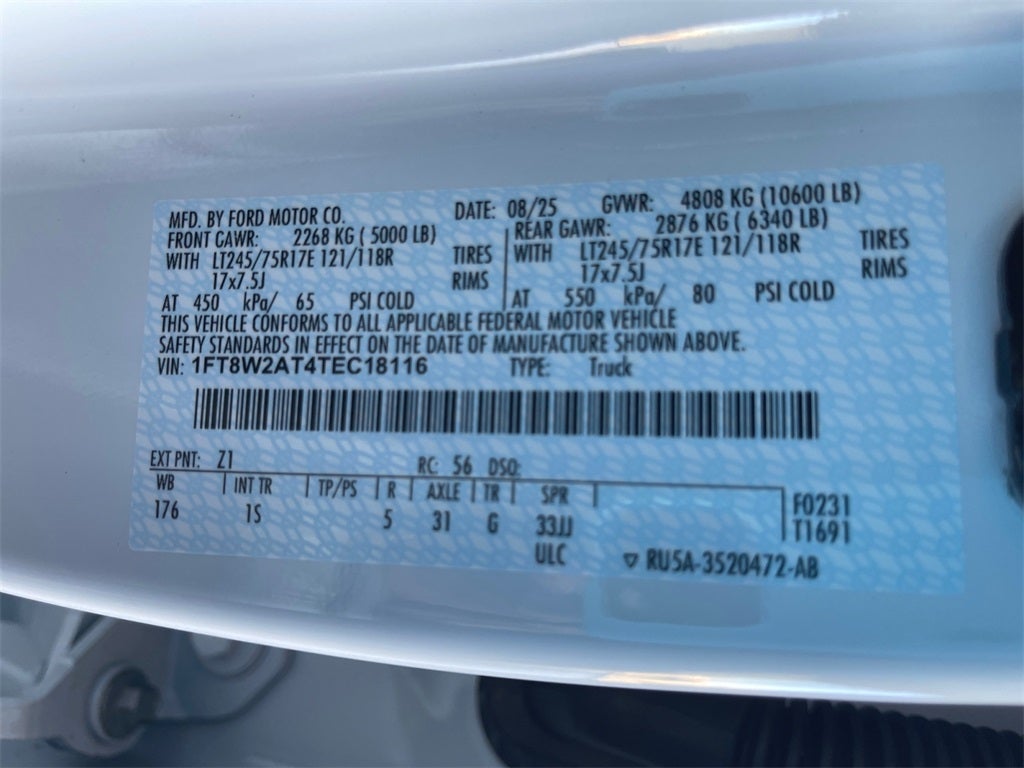 MFD. BY FORD MOTOR CO. DATE: 08/25 GVWR: 4808 KG (10600 LB)
FRONT GAWR: 2268 KG ( 5000 LB) REAR GAWR: 2876 KG ( 6340 LB)
WITH LT245/75R17E 121/118R TIRES WITH LT245/75R17E 121/118R TIRES
17x7.5J RIMS 17x7.5J RIMS
AT 450 kPa/ 65 PSI COLD AT 550 kPa/ 80 PSI COLD
THIS VEHICLE CONFORMS TO ALL APPLICABLE FEDERAL MOTOR VEHICLE
SAFETY STANDARDS IN EFFECT ON THE DATE OF MANUFACTURE SHOWN ABOVE.
VIN: 1FT8W2AT4TEC18116 TYPE: Truck
EXT PNT: Z1 RC: 56 DSO:
WB INT TR TP/PS R AXLE TR SPR F0231
176 1S 5 31 G 33JJ T1691
ULC RU5A-3520472-AB